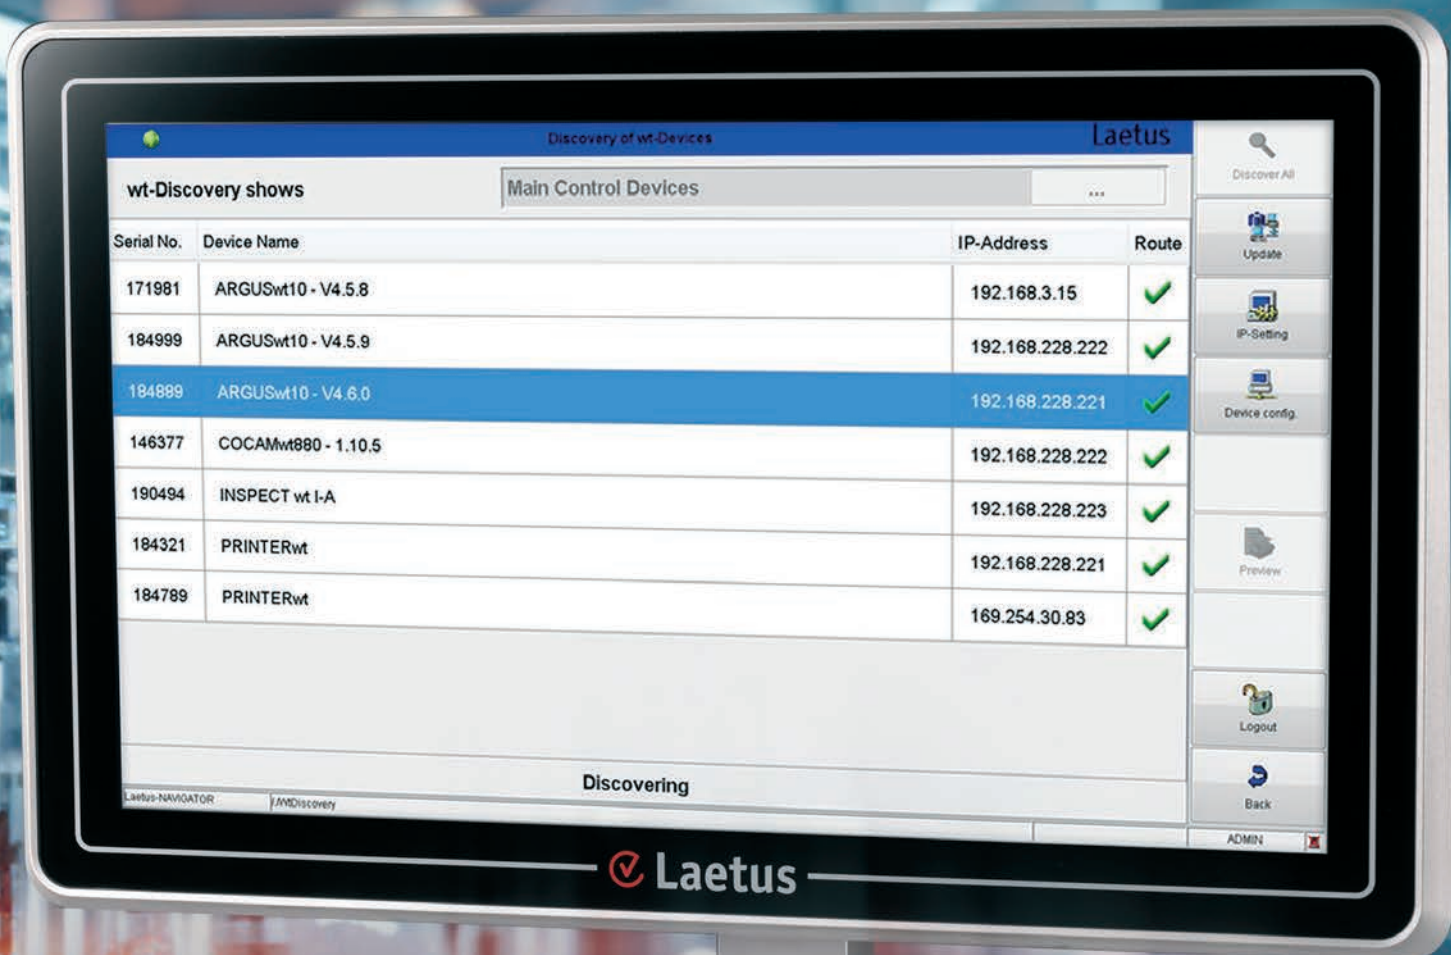 Discovery of wt-Devices Laetus
wt-Discovery shows Main Control Devices ...
Serial No. Device Name IP-Address Route
171981 ARGUSwt10 - V4.5.8 192.168.3.15
184999 ARGUSwt10 - V4.5.9 192.168.228.222
184889 ARGUSwt10 - V4.6.0 192.168.228.221
146377 COCAMwt880 - 1.10.5 192.168.228.222
190494 INSPECT wt I-A 192.168.228.223
184321 PRINTERwt 192.168.228.221
184789 PRINTERwt 169.254.30.83
Discovering
Laetus-NAVIGATOR /./WtDiscovery
Discover All
Update
IP-Setting
Device config.
Preview
Logout
Back
ADMIN
Laetus